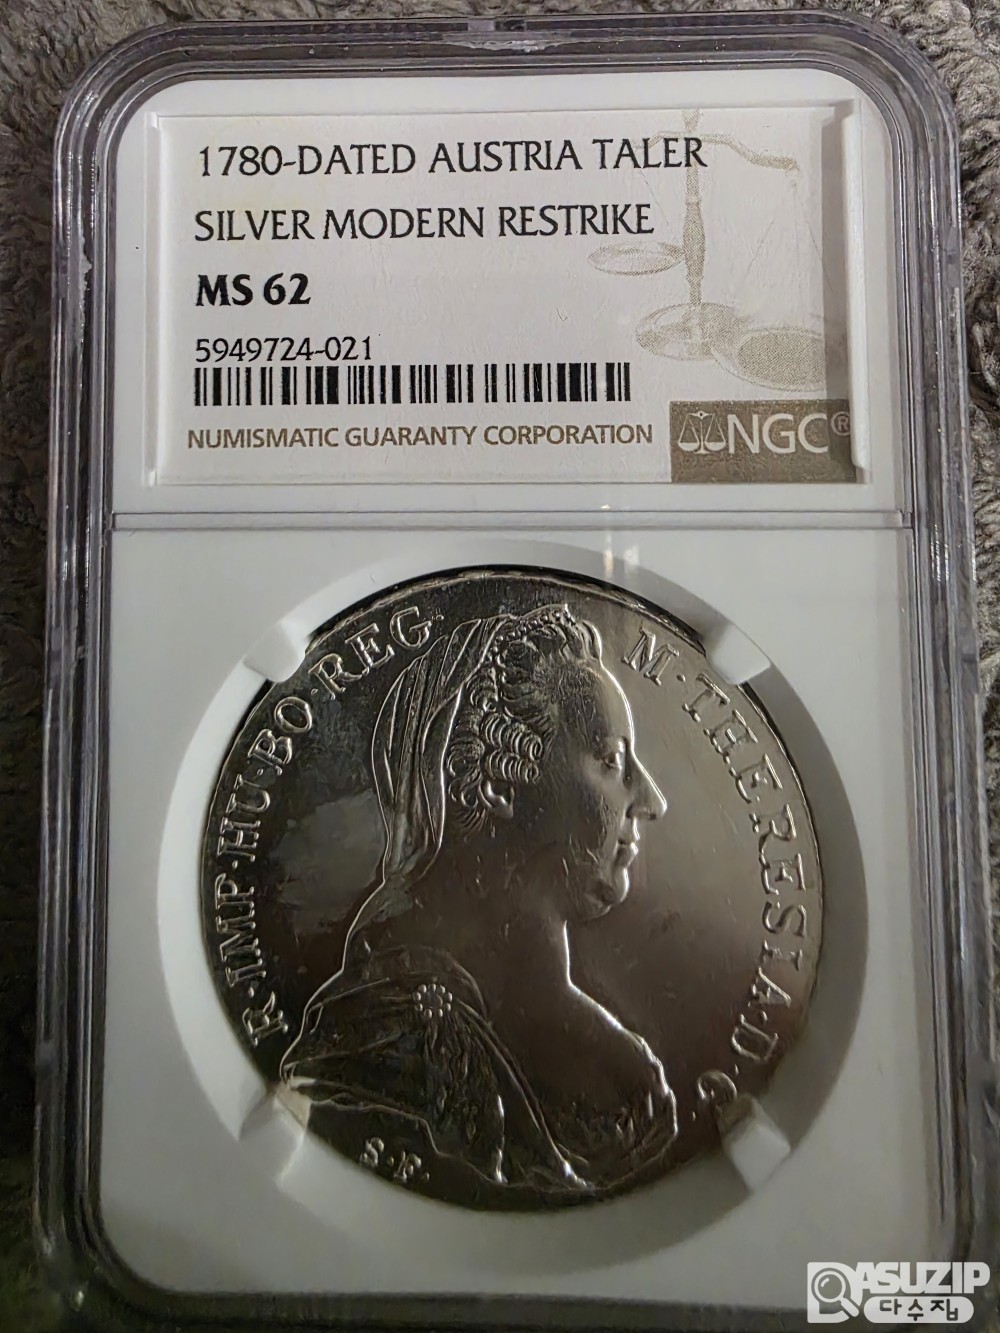 1780-DATED AUSTRIA TALER
SILVER MODERN RESTRIKE
MS 62
5949724-021
NUMISMATIC GUARANTY CORPORATION
NGC®
R·IMP·HU·BO·REG·
M·THERESIA·D·G·
S·F·
ASUZIP
다수집